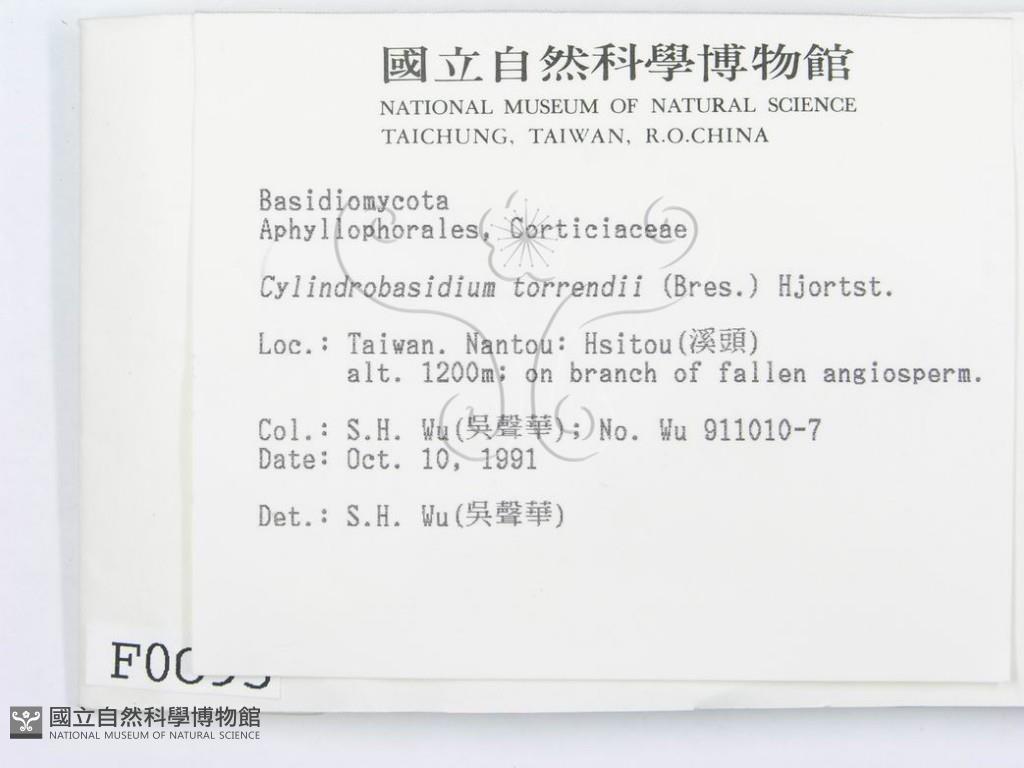 國立自然科學博物館
NATIONAL MUSEUM OF NATURAL SCIENCE
TAICHUNG, TAIWAN, R.O.CHINA
Basidiomycota
Aphyllophorales, Corticiaceae
Cylindrobasidium torrendii (Bres.) Hjortst.
Loc.: Taiwan. Nantou: Hsitou(溪頭)
alt. 1200m; on branch of fallen angiosperm.
Col.: S.H. Wu(吳聲華); No. Wu 911010-7
Date: Oct. 10, 1991
Det.: S.H. Wu(吳聲華)
國立自然科學博物館
NATIONAL MUSEUM OF NATURAL SCIENCE